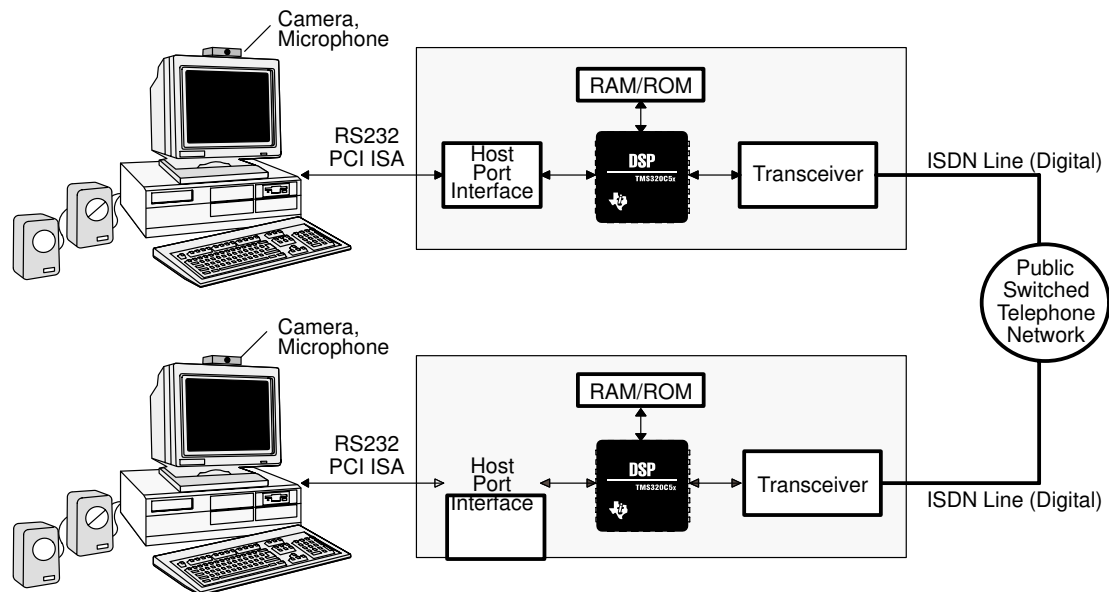 Camera,
Microphone
RS232
PCI ISA
RAM/ROM
Host
Port
Interface
DSP
TMS320C5x
Transceiver
ISDN Line (Digital)
Public
Switched
Telephone
Network
Camera,
Microphone
RS232
PCI ISA
RAM/ROM
Host
Port
Interface
DSP
TMS320C5x
Transceiver
ISDN Line (Digital)